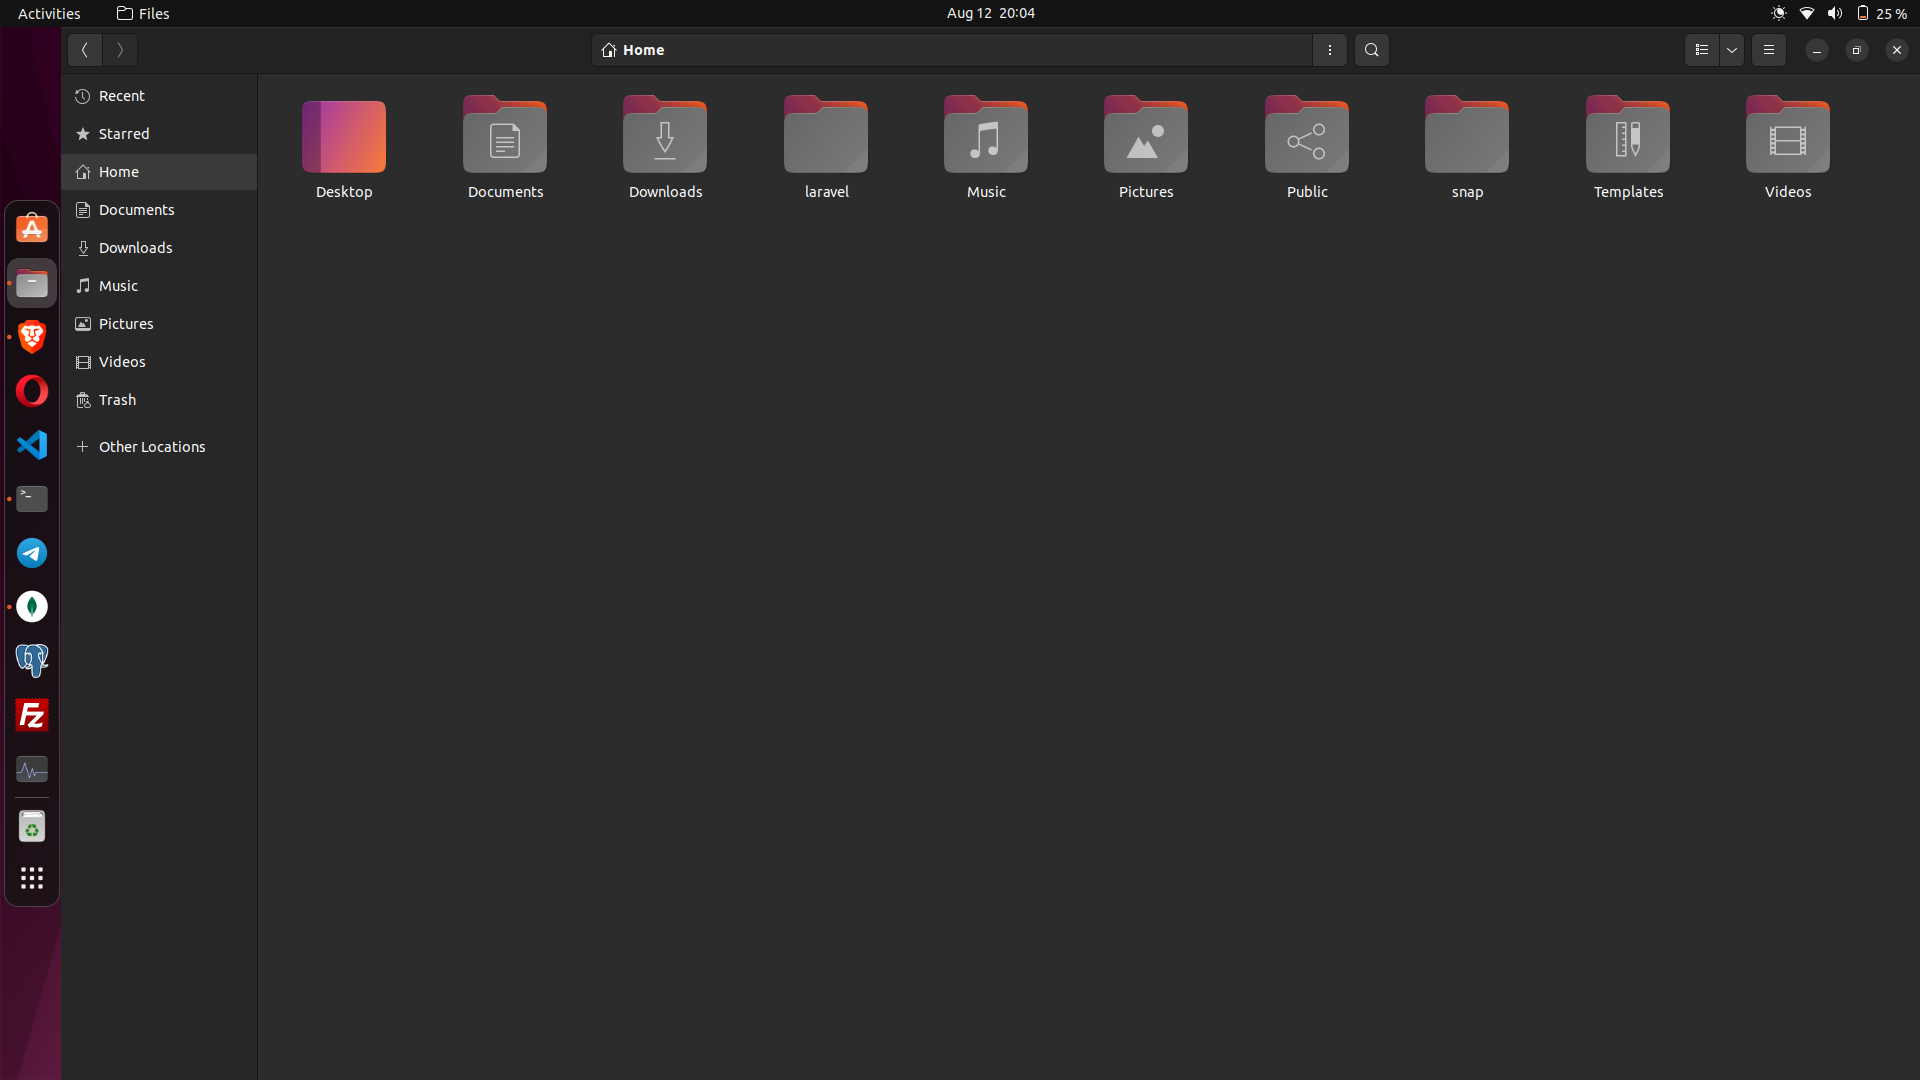 Activities Files Aug 12 20:04 25 %
Home
Recent
Starred
Home
Documents
Downloads
Music
Pictures
Videos
Trash
Other Locations
Desktop Documents Downloads laravel Music Pictures Public snap Templates Videos
>_
Fz